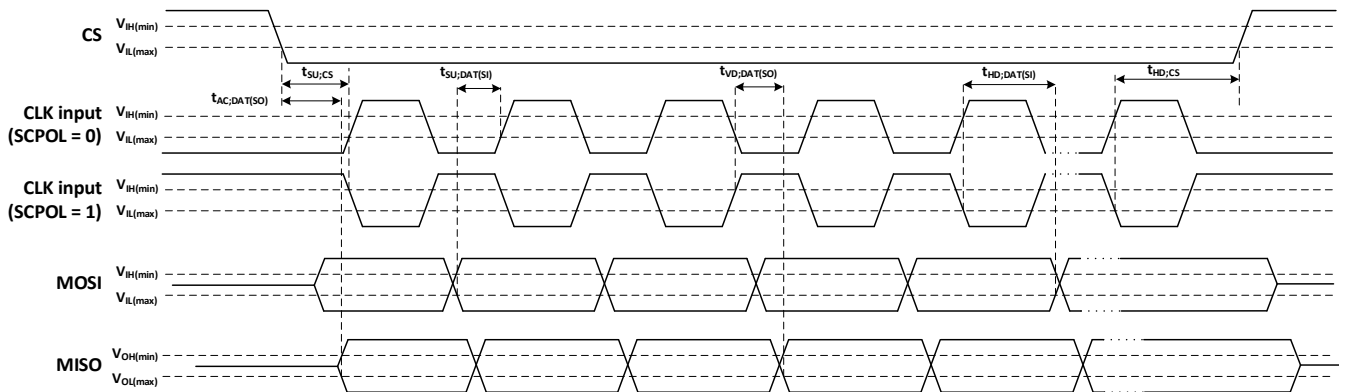 CS
VIH(min)
VIL(max)
tSU;CS
tSU;DAT(SI)
tVD;DAT(SO)
tHD;DAT(SI)
tHD;CS
tAC;DAT(SO)
CLK input
(SCPOL = 0)
VIH(min)
VIL(max)
CLK input
(SCPOL = 1)
VIH(min)
VIL(max)
MOSI
VIH(min)
VIL(max)
MISO
VOH(min)
VOL(max)